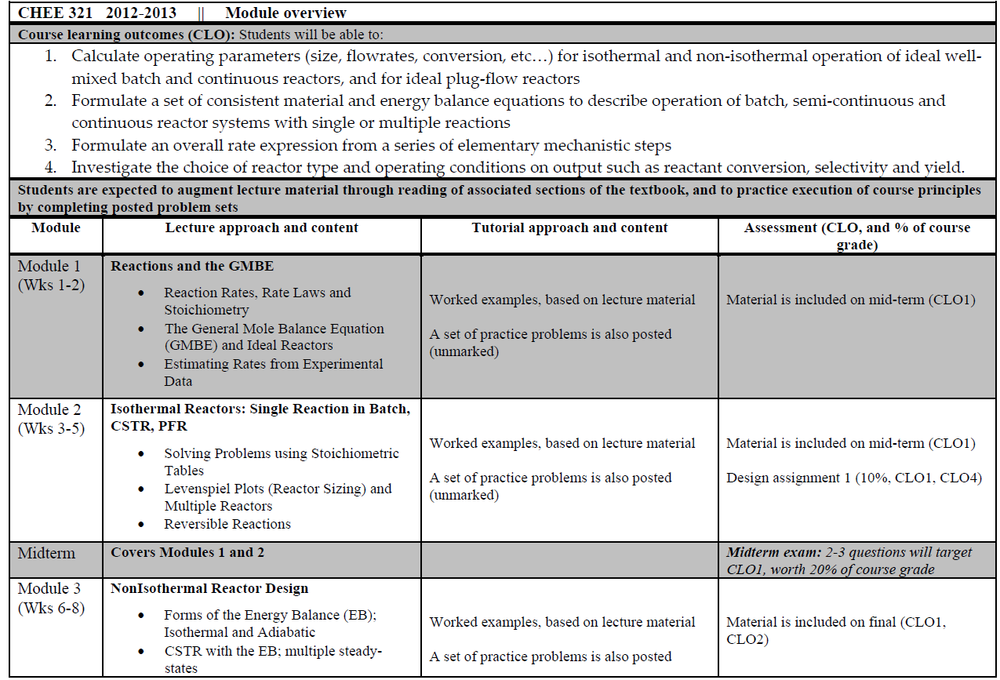 CHEE 321 2012-2013 || Module overview
Course learning outcomes (CLO): Students will be able to:
1. Calculate operating parameters (size, flowrates, conversion, etc…) for isothermal and non-isothermal operation of ideal well-
mixed batch and continuous reactors, and for ideal plug-flow reactors
2. Formulate a set of consistent material and energy balance equations to describe operation of batch, semi-continuous and
continuous reactor systems with single or multiple reactions
3. Formulate an overall rate expression from a series of elementary mechanistic steps
4. Investigate the choice of reactor type and operating conditions on output such as reactant conversion, selectivity and yield.
Students are expected to augment lecture material through reading of associated sections of the textbook, and to practice execution of course principles
by completing posted problem sets
Module
Lecture approach and content
Tutorial approach and content
Assessment (CLO, and % of course
grade)
Module 1
(Wks 1-2)
Reactions and the GMBE
• Reaction Rates, Rate Laws and
Stoichiometry
• The General Mole Balance Equation
(GMBE) and Ideal Reactors
• Estimating Rates from Experimental
Data
Worked examples, based on lecture material
A set of practice problems is also posted
(unmarked)
Material is included on mid-term (CLO1)
Module 2
(Wks 3-5)
Isothermal Reactors: Single Reaction in Batch,
CSTR, PFR
• Solving Problems using Stoichiometric
Tables
• Levenspiel Plots (Reactor Sizing) and
Multiple Reactors
• Reversible Reactions
Worked examples, based on lecture material
A set of practice problems is also posted
(unmarked)
Material is included on mid-term (CLO1)
Design assignment 1 (10%, CLO1, CLO4)
Midterm
Covers Modules 1 and 2
Midterm exam: 2-3 questions will target
CLO1, worth 20% of course grade
Module 3
(Wks 6-8)
NonIsothermal Reactor Design
• Forms of the Energy Balance (EB);
Isothermal and Adiabatic
• CSTR with the EB; multiple steady-
states
Worked examples, based on lecture material
A set of practice problems is also posted
Material is included on final (CLO1,
CLO2)